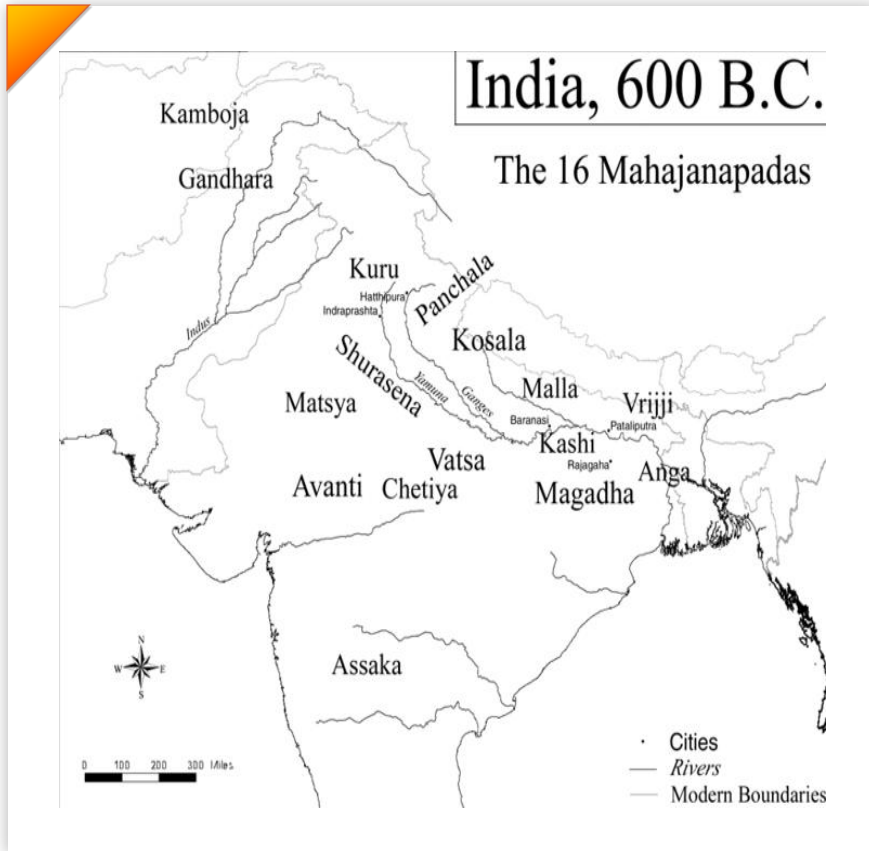 India, 600 B.C.
The 16 Mahajanapadas
Kamboja
Gandhara
Kuru
Panchala
Hatthipura
Indraprashta
Indus
Kosala
Shurasena
Yamuna
Ganges
Malla
Matsya
Vrijji
Baranasi
Pataliputra
Kashi
Vatsa
Rajagaha
Anga
Avanti
Chetiya
Magadha
Assaka
N
W E
S
0 100 200 300 Miles
Cities
Rivers
Modern Boundaries